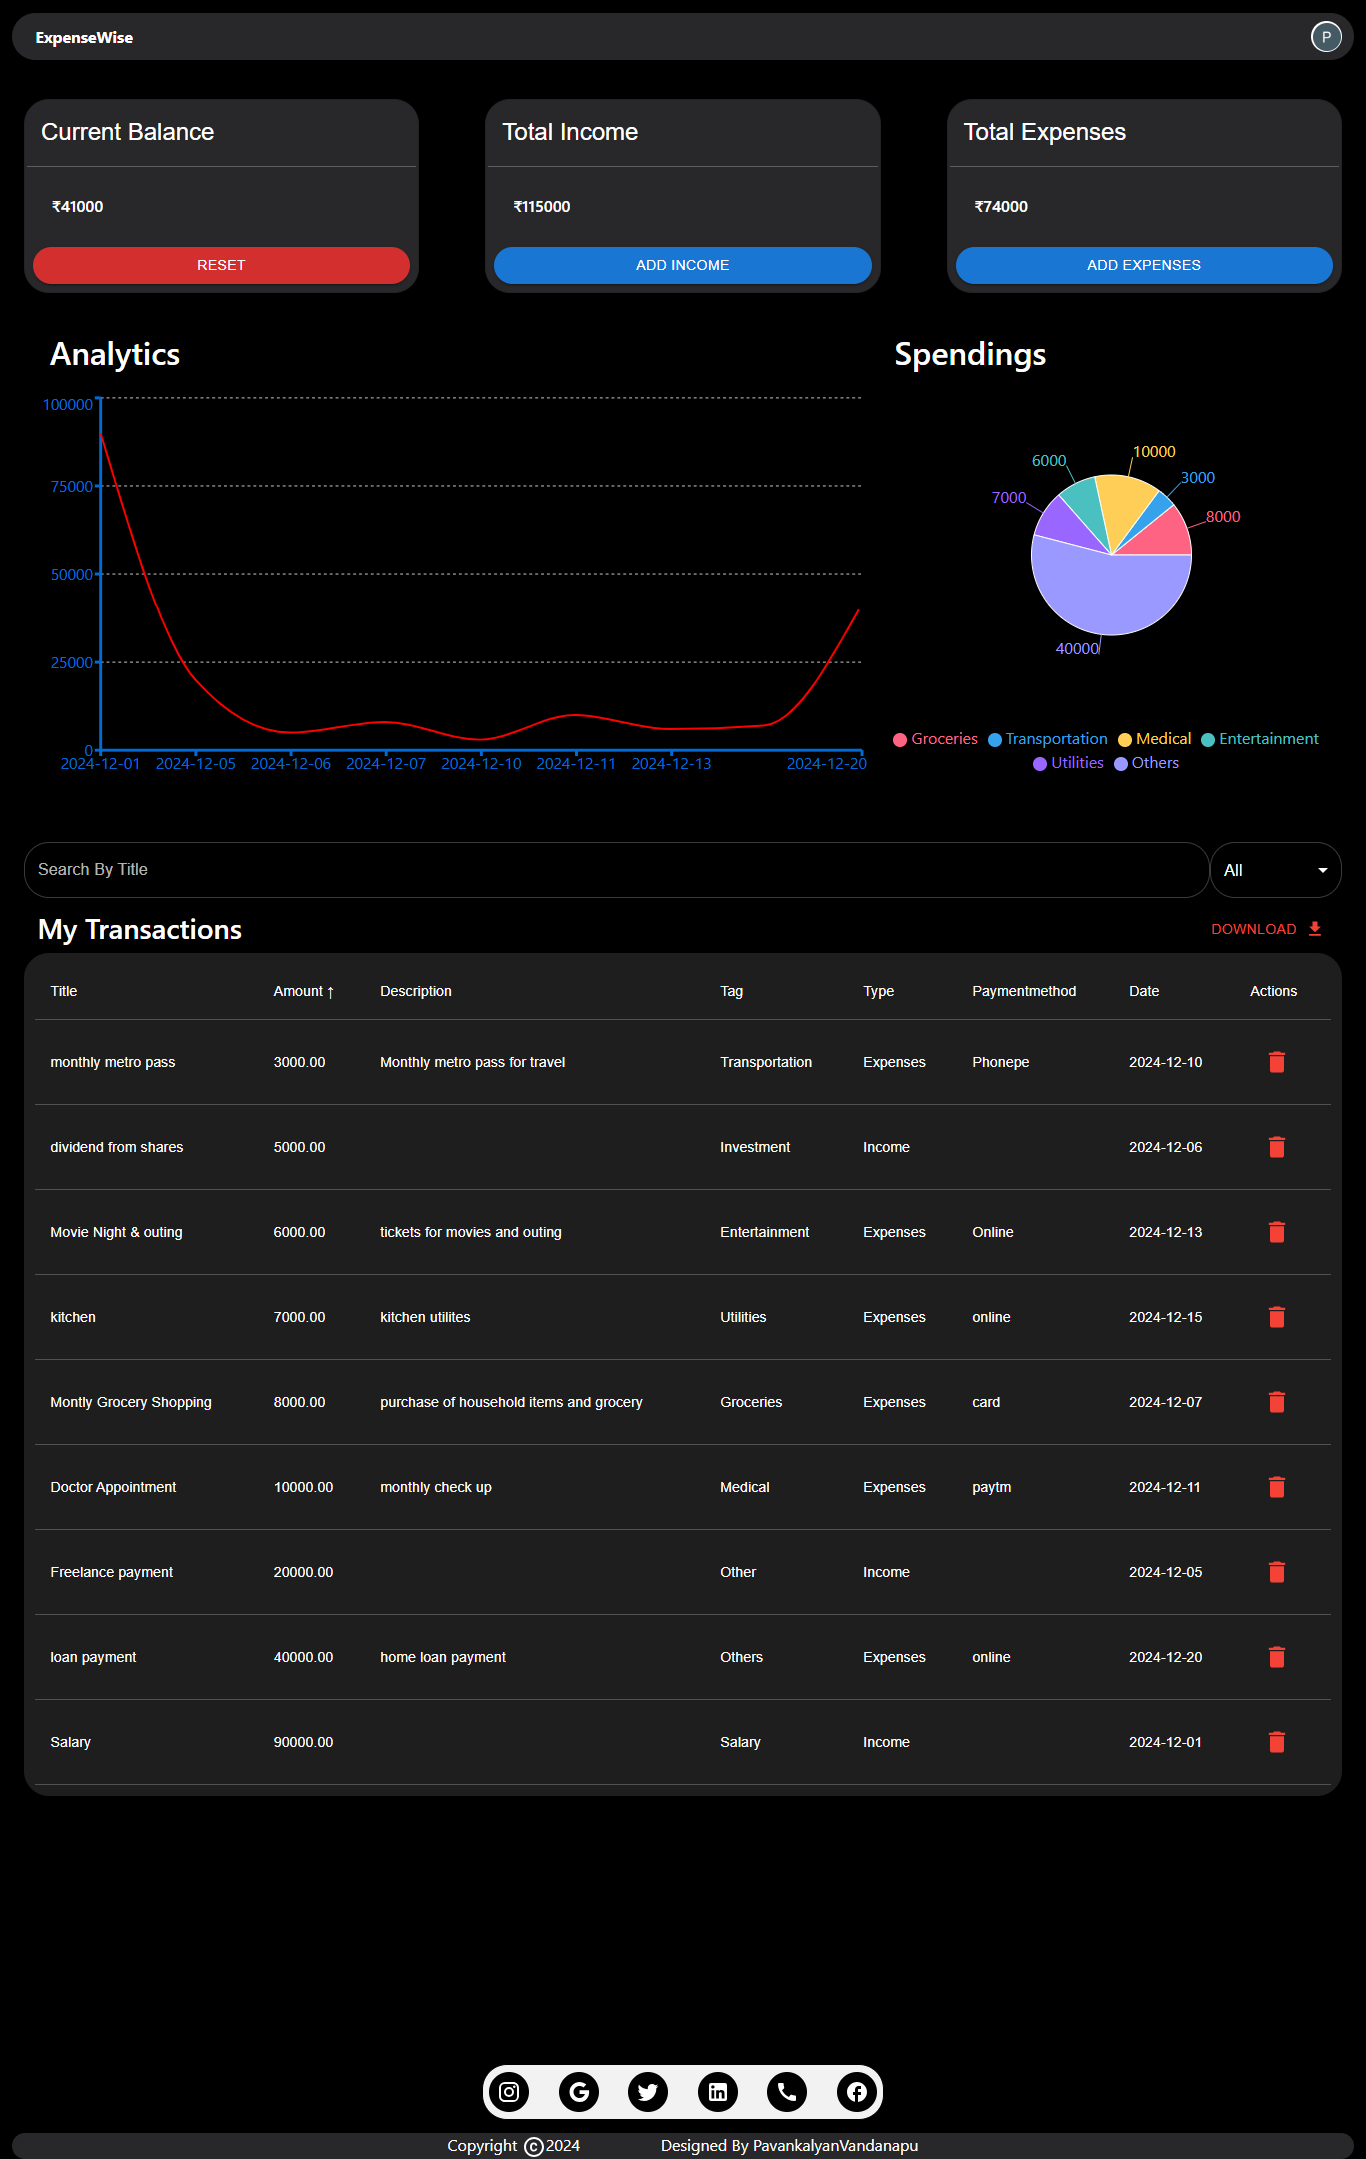 ExpenseWise P
Current Balance Total Income Total Expenses
₹41000 ₹115000 ₹74000
RESET ADD INCOME ADD EXPENSES
Analytics Spendings
100000
75000
50000
25000
0
2024-12-01 2024-12-05 2024-12-06 2024-12-07 2024-12-10 2024-12-11 2024-12-13 2024-12-20
10000
6000
3000
7000
8000
40000
Groceries Transportation Medical Entertainment
Utilities Others
Search By Title All
My Transactions DOWNLOAD
Title Amount ↑ Description Tag Type Paymentmethod Date Actions
monthly metro pass 3000.00 Monthly metro pass for travel Transportation Expenses Phonepe 2024-12-10
dividend from shares 5000.00 Investment Income 2024-12-06
Movie Night & outing 6000.00 tickets for movies and outing Entertainment Expenses Online 2024-12-13
kitchen 7000.00 kitchen utilites Utilities Expenses online 2024-12-15
Montly Grocery Shopping 8000.00 purchase of household items and grocery Groceries Expenses card 2024-12-07
Doctor Appointment 10000.00 monthly check up Medical Expenses paytm 2024-12-11
Freelance payment 20000.00 Other Income 2024-12-05
loan payment 40000.00 home loan payment Others Expenses online 2024-12-20
Salary 90000.00 Salary Income 2024-12-01
Copyright ©2024 Designed By PavankalyanVandanapu